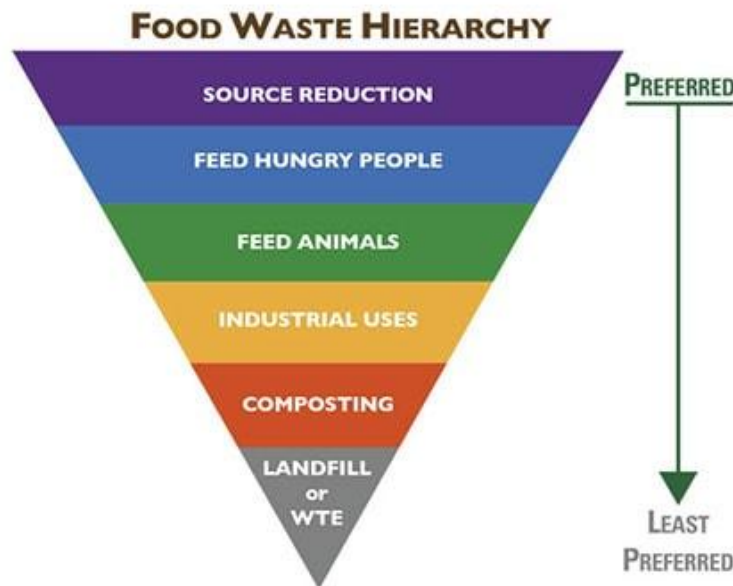 FOOD WASTE HIERARCHY
PREFERRED
SOURCE REDUCTION
FEED HUNGRY PEOPLE
FEED ANIMALS
INDUSTRIAL USES
COMPOSTING
LANDFILL
or
WTE
LEAST
PREFERRED